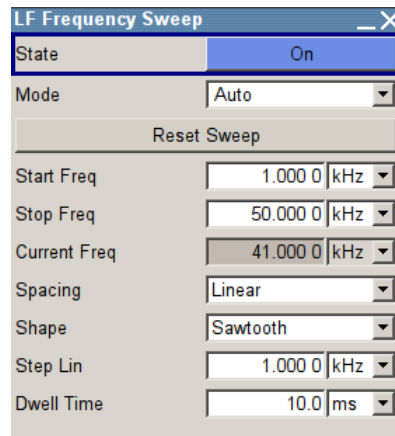 LF Frequency Sweep
State On
Mode Auto
Reset Sweep
Start Freq 1.000 0 kHz
Stop Freq 50.000 0 kHz
Current Freq 41.000 0 kHz
Spacing Linear
Shape Sawtooth
Step Lin 1.000 0 kHz
Dwell Time 10.0 ms